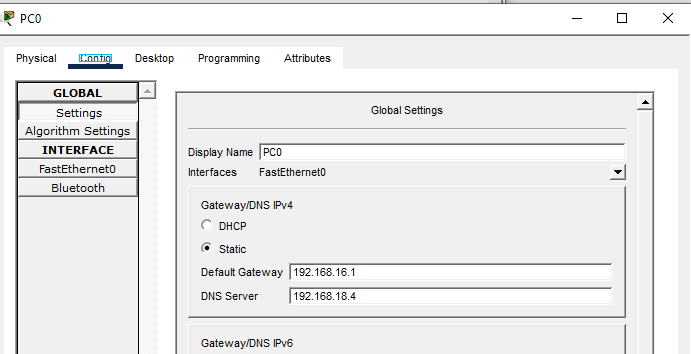 PC0
Physical Config Desktop Programming Attributes
GLOBAL
Settings
Algorithm Settings
INTERFACE
FastEthernet0
Bluetooth
Global Settings
Display Name PC0
Interfaces FastEthernet0
Gateway/DNS IPv4
DHCP
Static
Default Gateway 192.168.16.1
DNS Server 192.168.18.4
Gateway/DNS IPv6